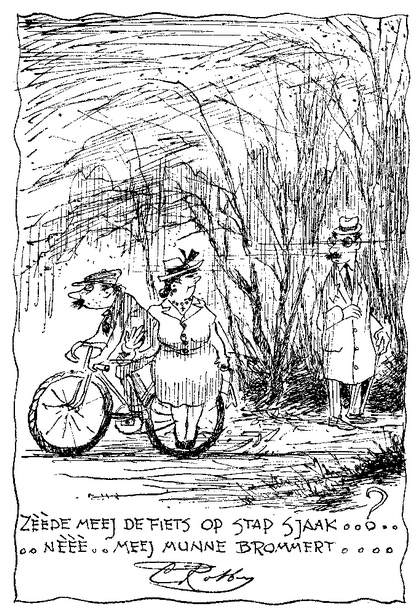 ZÈÈDE MEEJ DE FIETS OP STAP SJAAK.....?
..NÈÈÈ..MEEJ MUNNE BROMMERT....